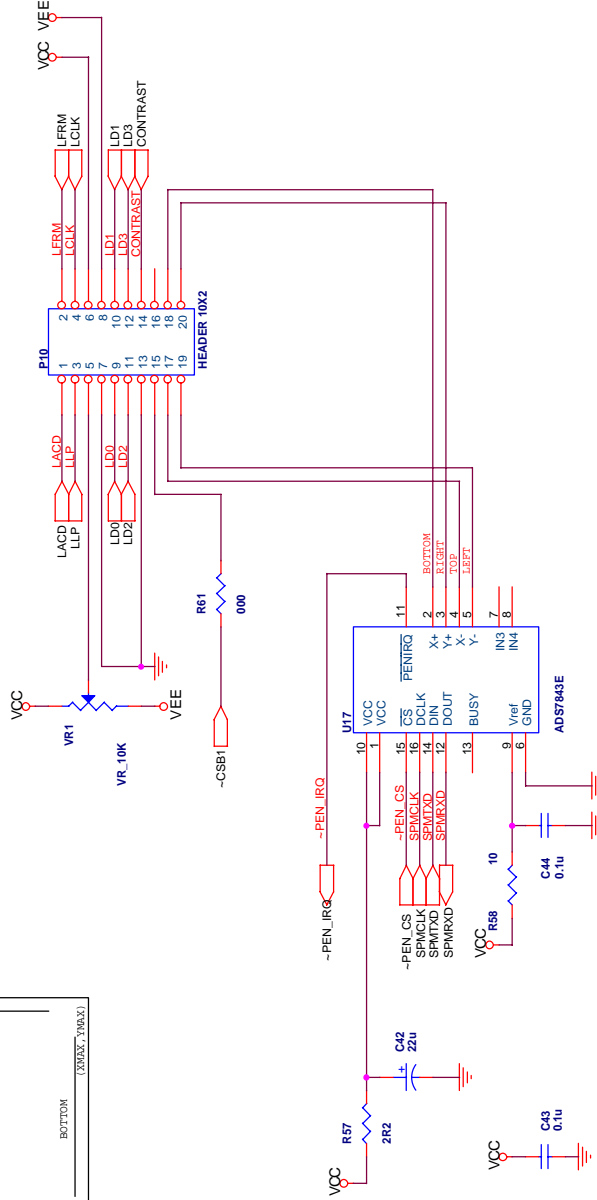 VEE
VCC
LFRM
LCLK
LD1
LD3
CONTRAST
LFRM
LCLK
LD1
LD3
CONTRAST
P10
2
4
6
8
10
12
14
16
18
20
1
3
5
7
9
11
13
15
17
19
HEADER 10X2
LACD
LLP
LD0
LD2
LACD
LLP
LD0
LD2
R61
000
~CSB1
VCC
VR1
VR_10K
VEE
BOTTOM
RIGHT
TOP
LEFT
11
2
3
4
5
7
8
U17
PENIRQ
X+
Y+
X-
Y-
IN3
IN4
VCC
VCC
CS
DCLK
DIN
DOUT
BUSY
Vref
GND
ADS7843E
10
1
15
16
14
12
13
9
6
~PEN_IRQ
~PEN_CS
SPMCLK
SPMTXD
SPMRXD
~PEN_IRQ
~PEN_CS
SPMCLK
SPMTXD
SPMRXD
10
R58
VCC
C44
0.1u
C42
22u
+
R57
2R2
VCC
VCC
C43
0.1u
BOTTOM
(XMAX,YMAX)